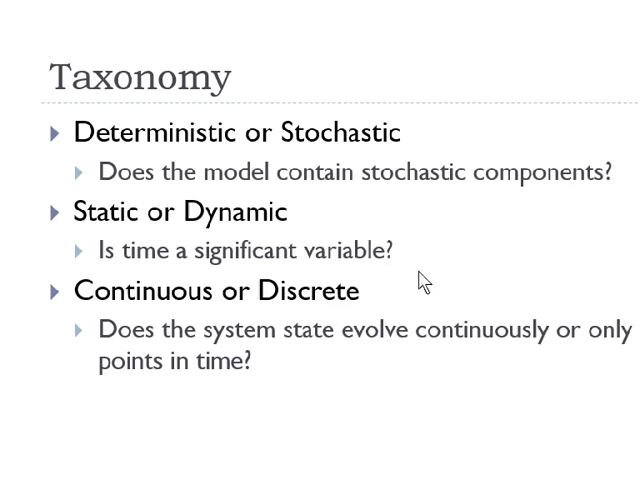 Taxonomy
Deterministic or Stochastic
Does the model contain stochastic components?
Static or Dynamic
Is time a significant variable?
Continuous or Discrete
Does the system state evolve continuously or only
points in time?